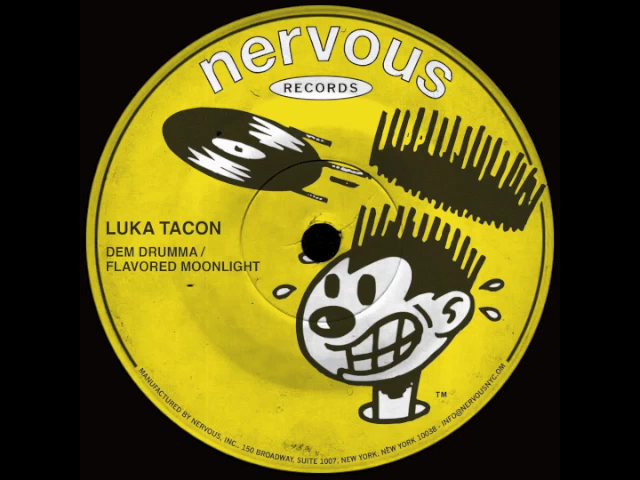 nervous
RECORDS
LUKA TACON
DEM DRUMMA /
FLAVORED MOONLIGHT
TM
MANUFACTURED BY NERVOUS, INC., 150 BROADWAY, SUITE 1007, NEW YORK, NEW YORK 10038 · INFO@NERVOUSNYC.COM